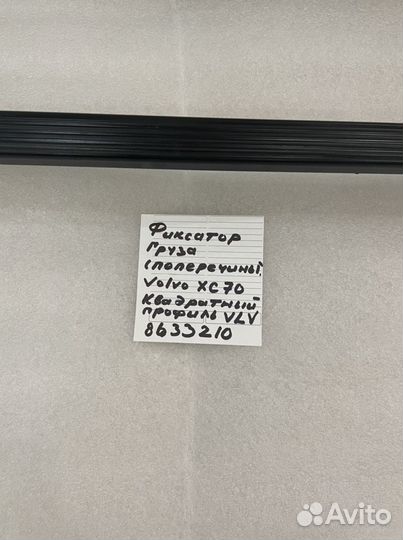 Фиксатор
груза
(поперечины)
Volvo XC70
Квадратный
профиль VLV
8633210
Avito